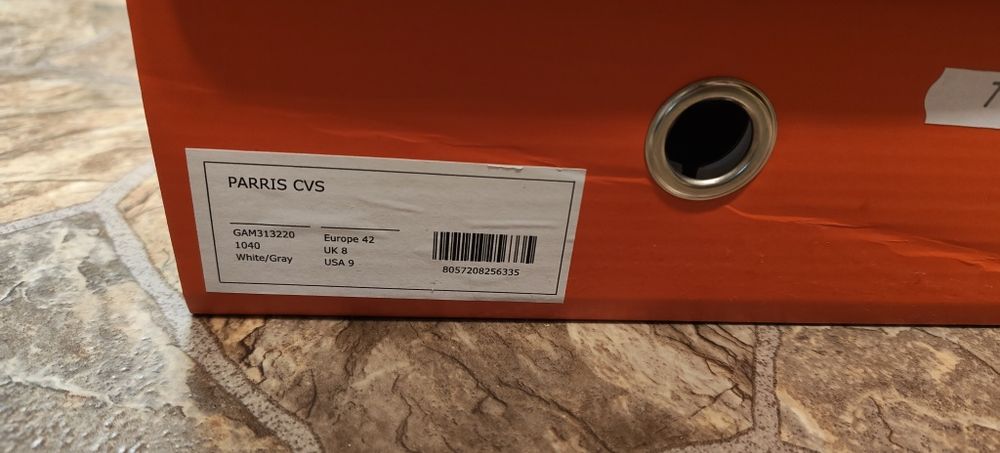 PARRIS CVS
GAM313220
1040
White/Gray
Europe 42
UK 8
USA 9
8057208256335